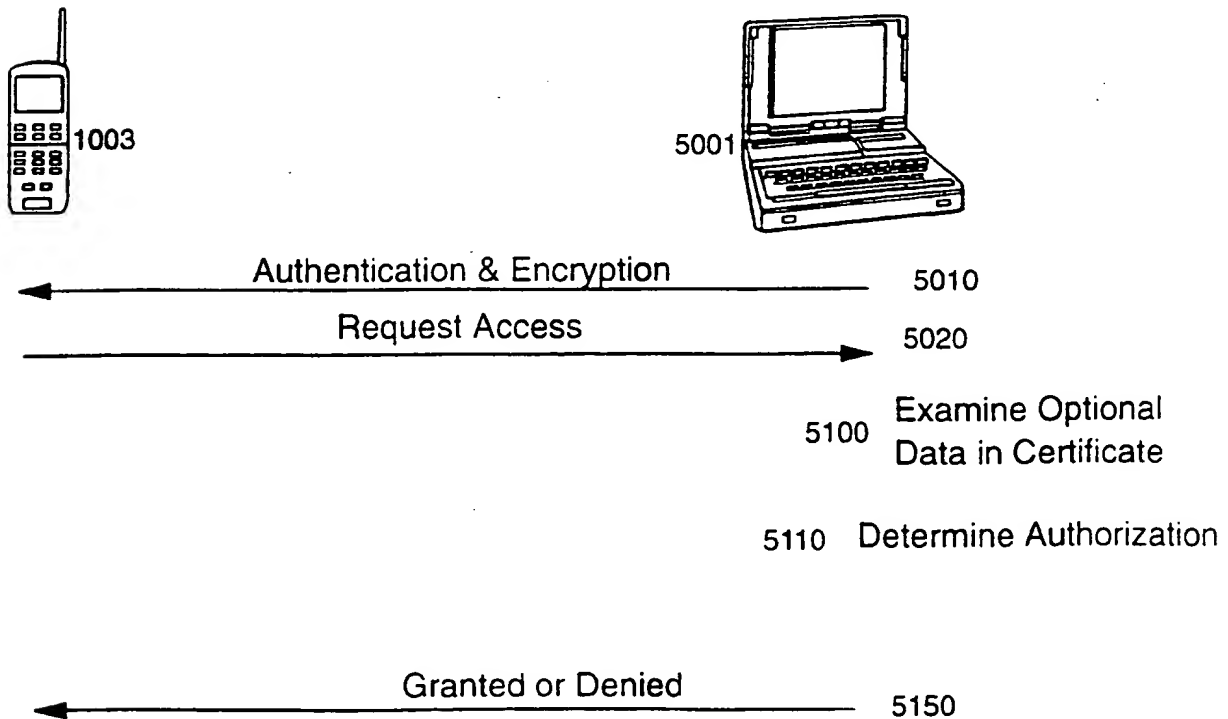 1003
5001
Authentication & Encryption 5010
Request Access 5020
5100 Examine Optional
Data in Certificate
5110 Determine Authorization
Granted or Denied 5150